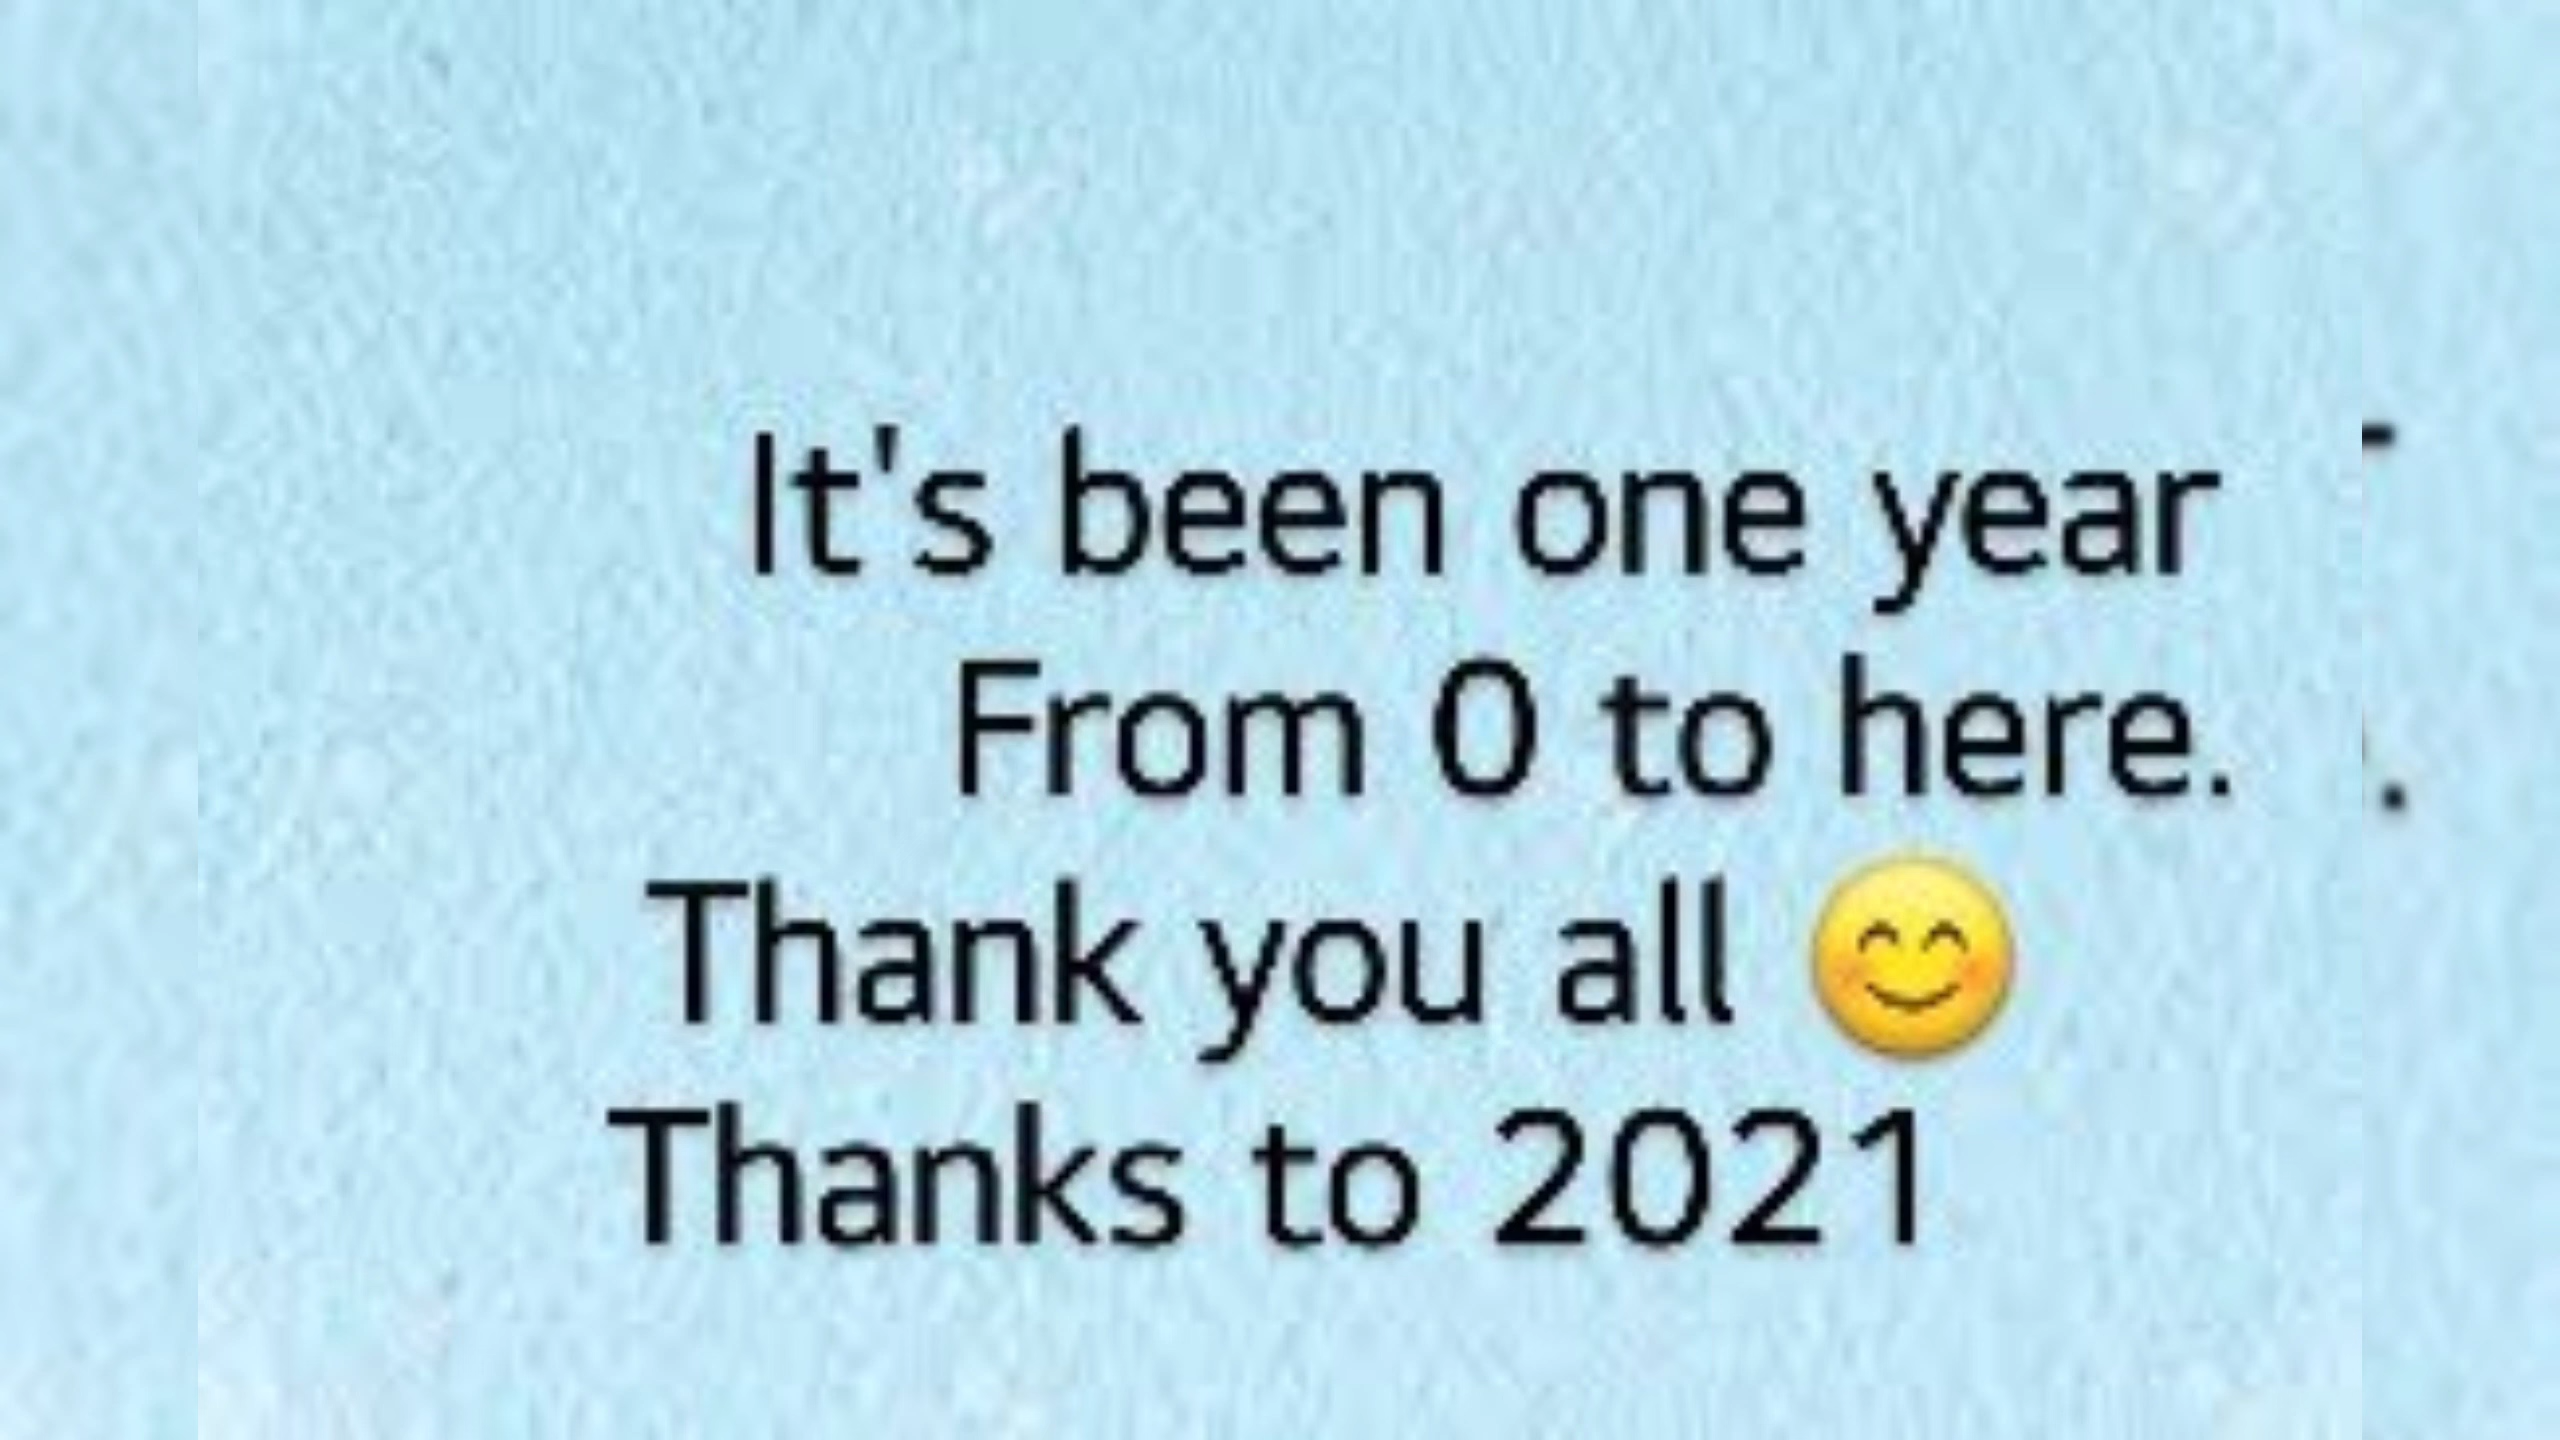 It's been one year
From 0 to here.
Thank you all 😊
Thanks to 2021